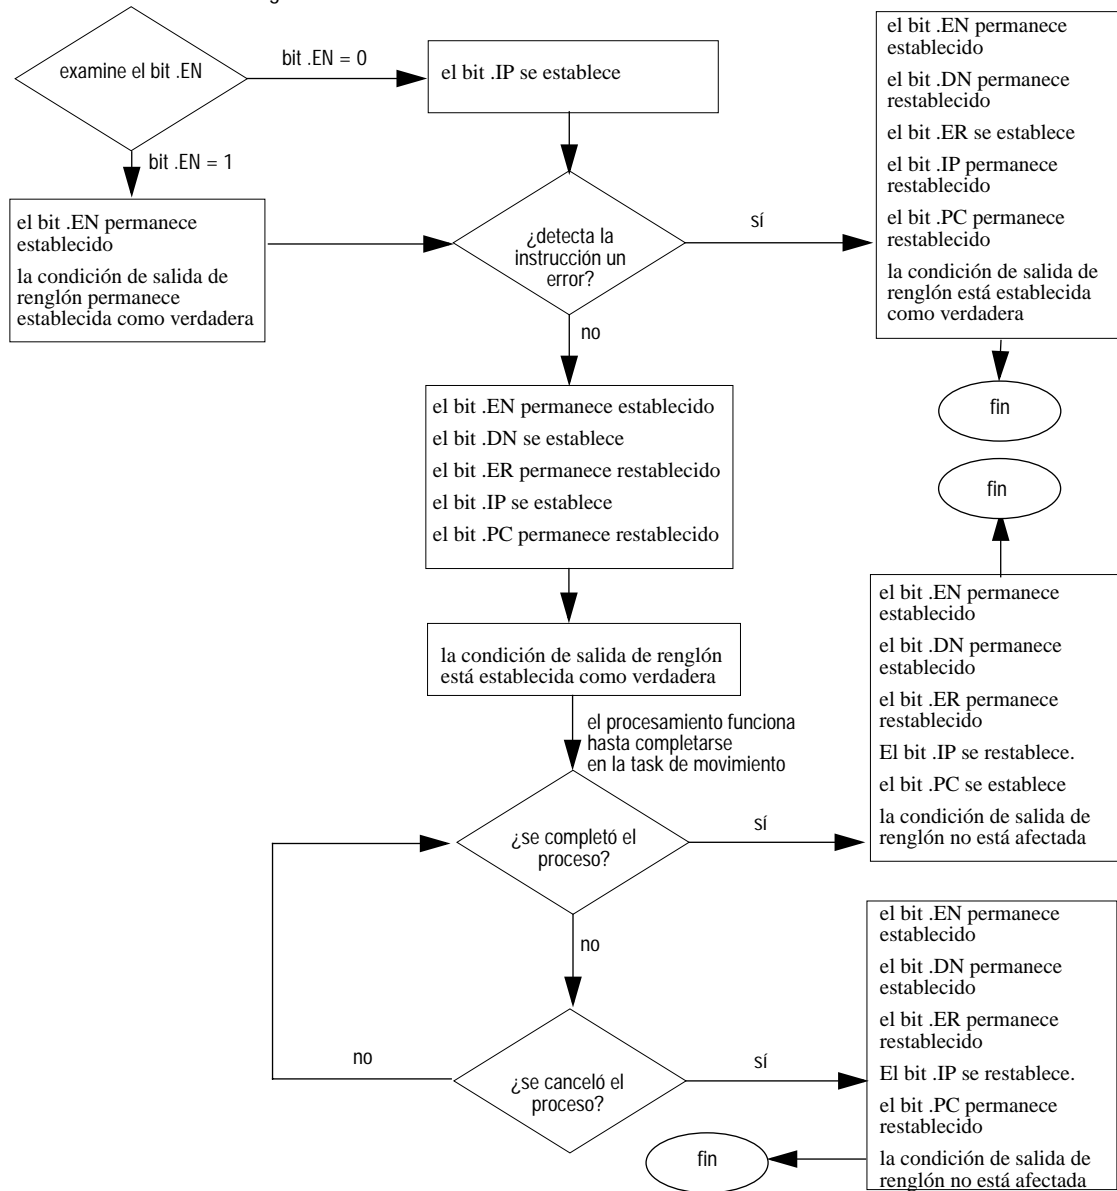 examine el bit .EN
bit .EN = 0
el bit .IP se establece
bit .EN = 1
el bit .EN permanece
establecido
la condición de salida de
renglón permanece
establecida como verdadera
¿detecta la
instrucción un
error?
sí
el bit .EN permanece
establecido
el bit .DN permanece
restablecido
el bit .ER se establece
el bit .IP permanece
restablecido
el bit .PC permanece
restablecido
la condición de salida de
renglón está establecida
como verdadera
fin
no
el bit .EN permanece establecido
el bit .DN se establece
el bit .ER permanece restablecido
el bit .IP se establece
el bit .PC permanece restablecido
la condición de salida de renglón
está establecida como verdadera
el procesamiento funciona
hasta completarse
en la task de movimiento
¿se completó el
proceso?
sí
fin
el bit .EN permanece
establecido
el bit .DN permanece
establecido
el bit .ER permanece
restablecido
El bit .IP se restablece.
el bit .PC se establece
la condición de salida de
renglón no está afectada
no
¿se canceló el
proceso?
no
sí
el bit .EN permanece
establecido
el bit .DN permanece
establecido
el bit .ER permanece
restablecido
El bit .IP se restablece.
el bit .PC permanece
restablecido
la condición de salida de
renglón no está afectada
fin